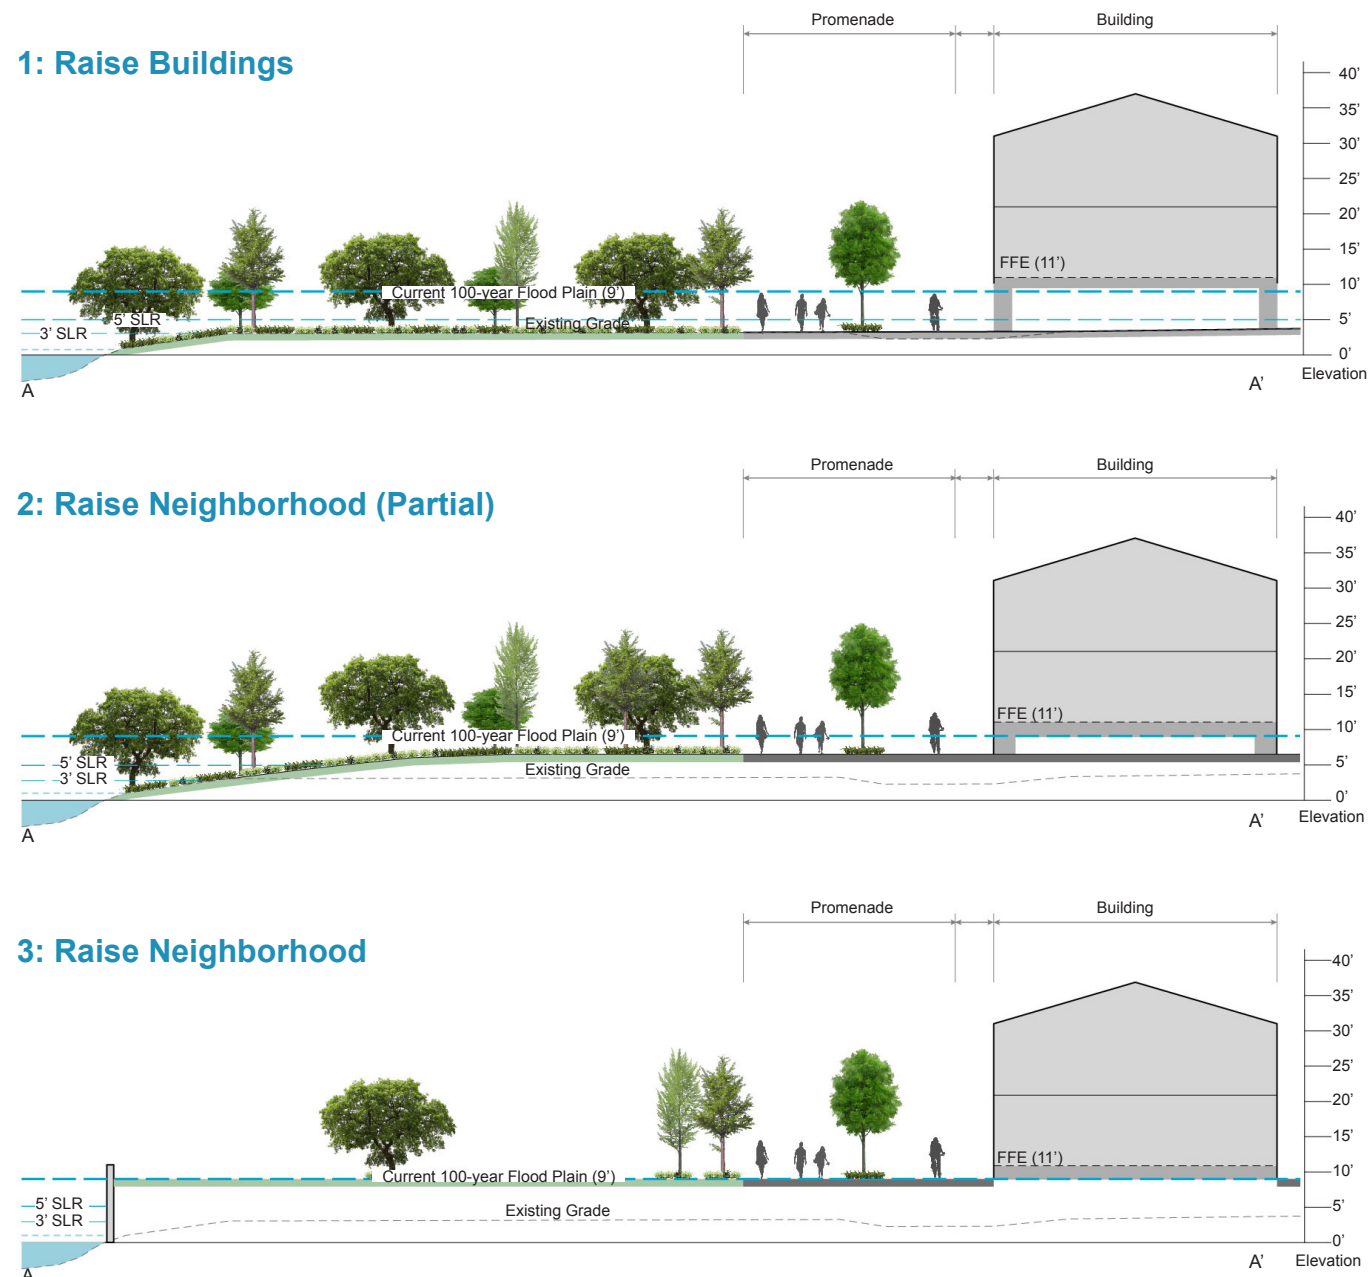 Promenade Building
1: Raise Buildings
40’
35’
30’
25’
20’
15’
FFE (11’)
10’
Current 100-year Flood Plain (9’)
5’ SLR
Existing Grade
5’
3’ SLR
0’
A
A’
Elevation
Promenade Building
2: Raise Neighborhood (Partial)
40’
35’
30’
25’
20’
15’
FFE (11’)
10’
Current 100-year Flood Plain (9’)
5’ SLR
Existing Grade
5’
3’ SLR
0’
A
A’
Elevation
Promenade Building
3: Raise Neighborhood
40’
35’
30’
25’
20’
15’
FFE (11’)
10’
Current 100-year Flood Plain (9’)
5’ SLR
Existing Grade
5’
3’ SLR
0’
A
A’
Elevation